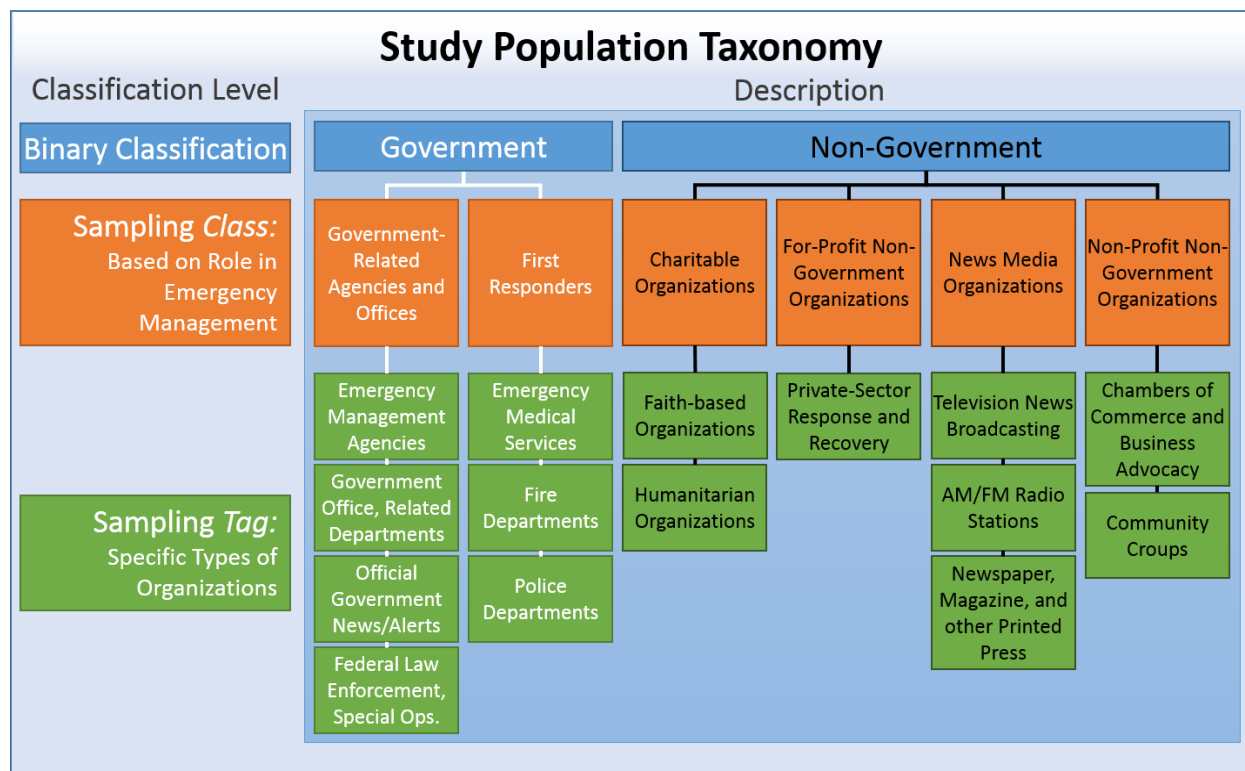 Study Population Taxonomy
Classification Level
Description
Binary Classification
Government
Non-Government
Sampling Class:
Based on Role in
Emergency
Management
Government-
Related
Agencies and
Offices
First
Responders
Charitable
Organizations
For-Profit Non-
Government
Organizations
News Media
Organizations
Non-Profit Non-
Government
Organizations
Sampling Tag:
Specific Types of
Organizations
Emergency
Management
Agencies
Government
Office, Related
Departments
Official
Government
News/Alerts
Federal Law
Enforcement,
Special Ops.
Emergency
Medical
Services
Fire
Departments
Police
Departments
Faith-based
Organizations
Humanitarian
Organizations
Private-Sector
Response and
Recovery
Television News
Broadcasting
AM/FM Radio
Stations
Newspaper,
Magazine, and
other Printed
Press
Chambers of
Commerce and
Business
Advocacy
Community
Croups